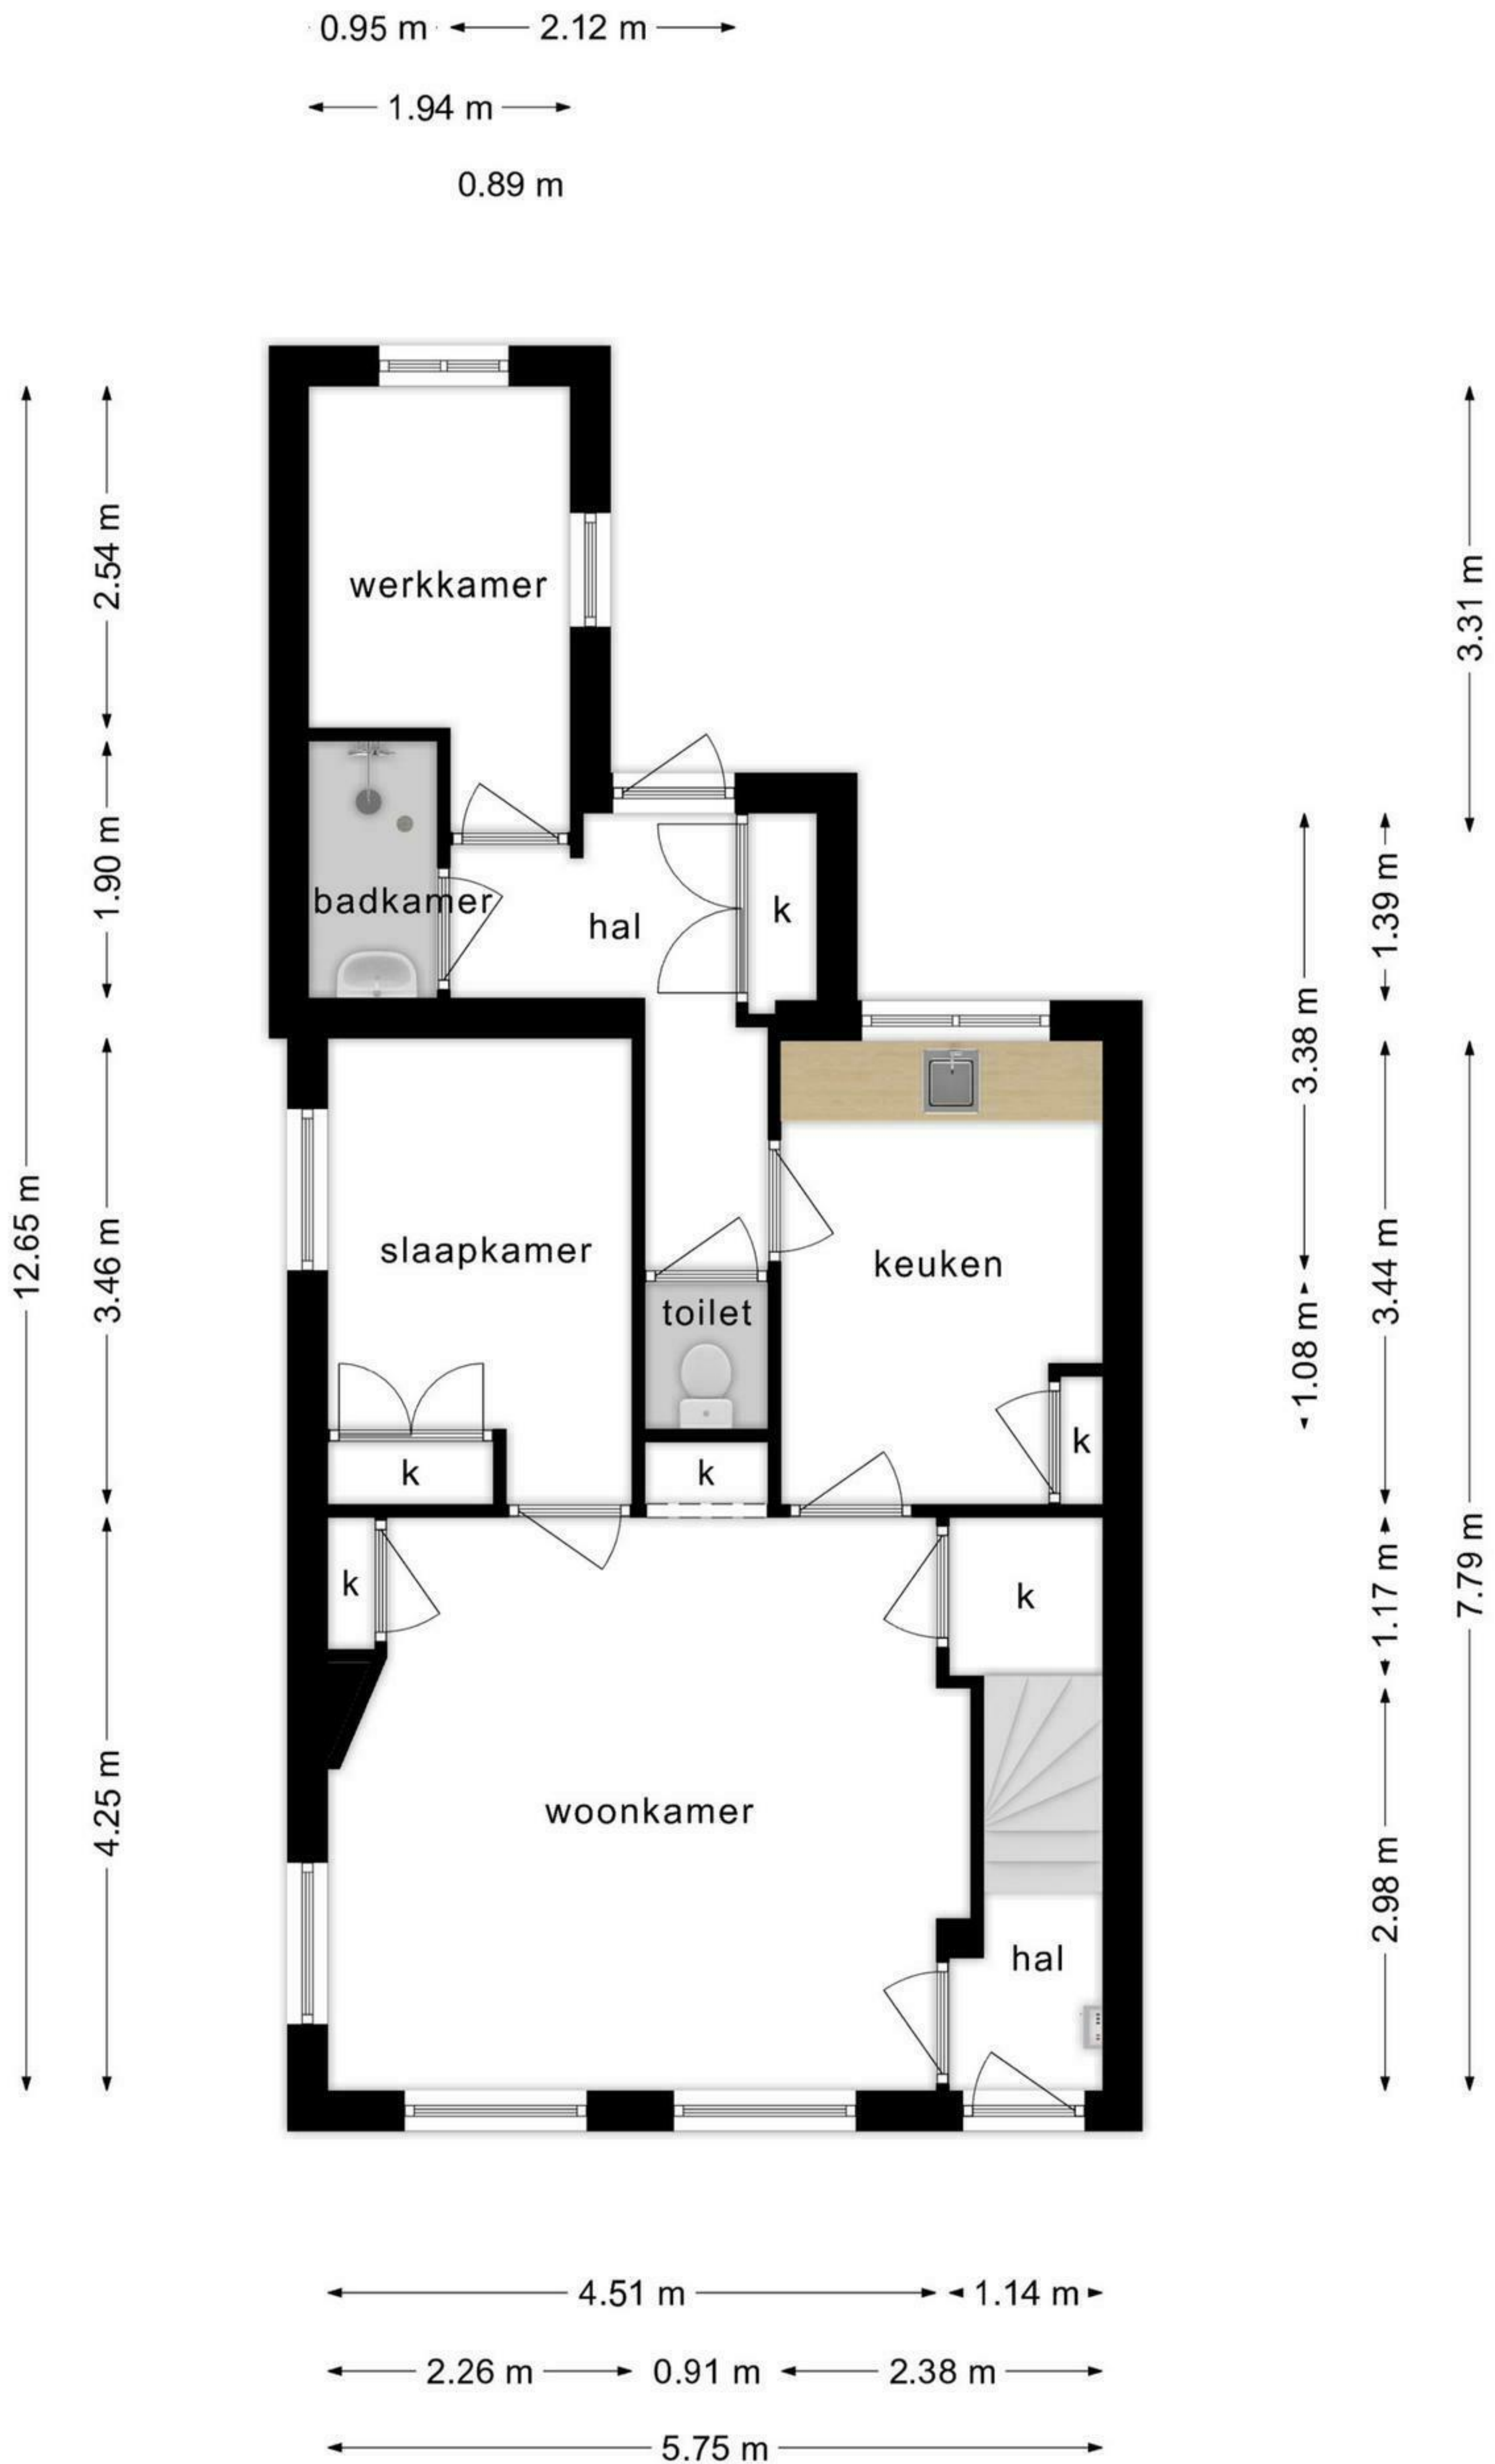 0.95 m 2.12 m
1.94 m
0.89 m
12.65 m
2.54 m
1.90 m
3.46 m
4.25 m
werkkamer
badkamer
hal
k
slaapkamer
keuken
toilet
k
k
k
k
k
woonkamer
hal
3.31 m
1.39 m
3.38 m
3.44 m
1.08 m
1.17 m
7.79 m
2.98 m
4.51 m 1.14 m
2.26 m 0.91 m 2.38 m
5.75 m